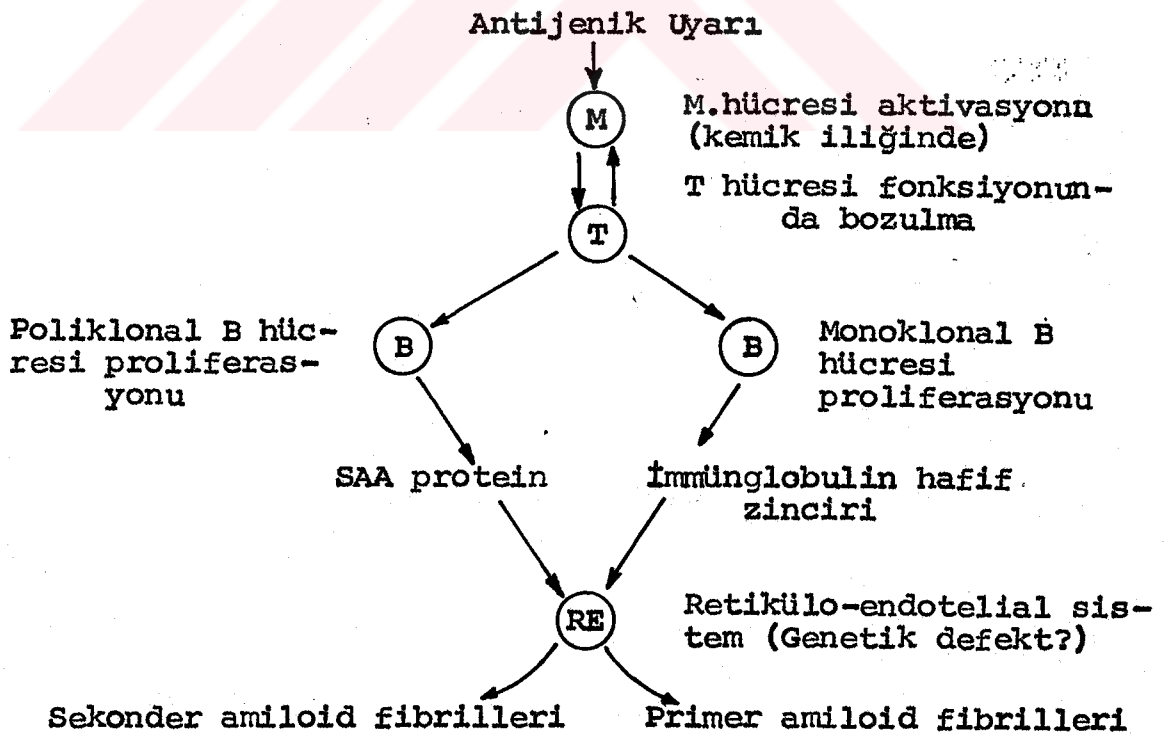 Antijenik Uyarı
M
M.hücresi aktivasyonu
(kemik iliğinde)
T hücresi fonksiyonun-
da bozulma
T
Poliklonal B hüc-
resi proliferas-
yonu
B
B
Monoklonal B
hücresi
proliferasyonu
SAA protein
İmmünglobulin hafif
zinciri
RE
Retikülo-endotelial sis-
tem (Genetik defekt?)
Sekonder amiloid fibrilleri
Primer amiloid fibrilleri